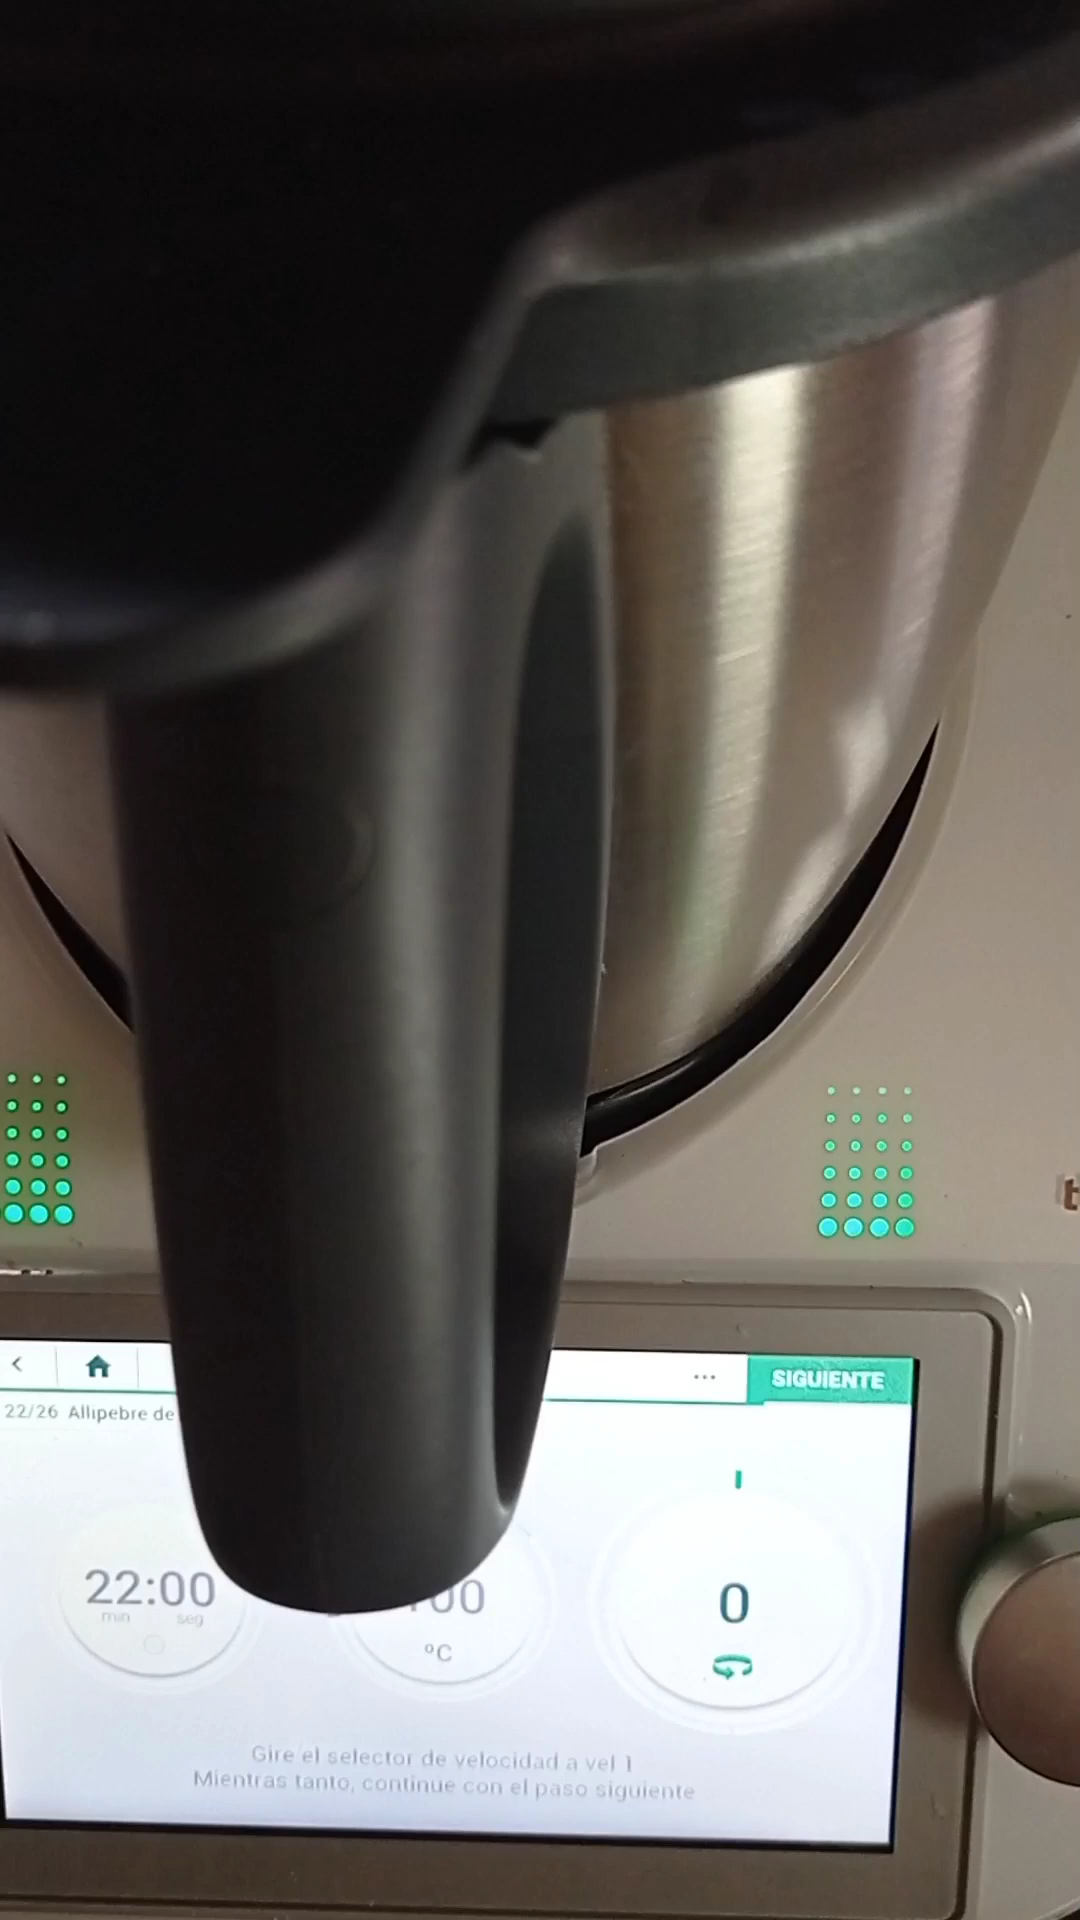 SIGUIENTE
22/26 Allipebre de
22:00
min seg
00
°C
0
Gire el selector de velocidad a vel 1
Mientras tanto, continue con el paso siguiente